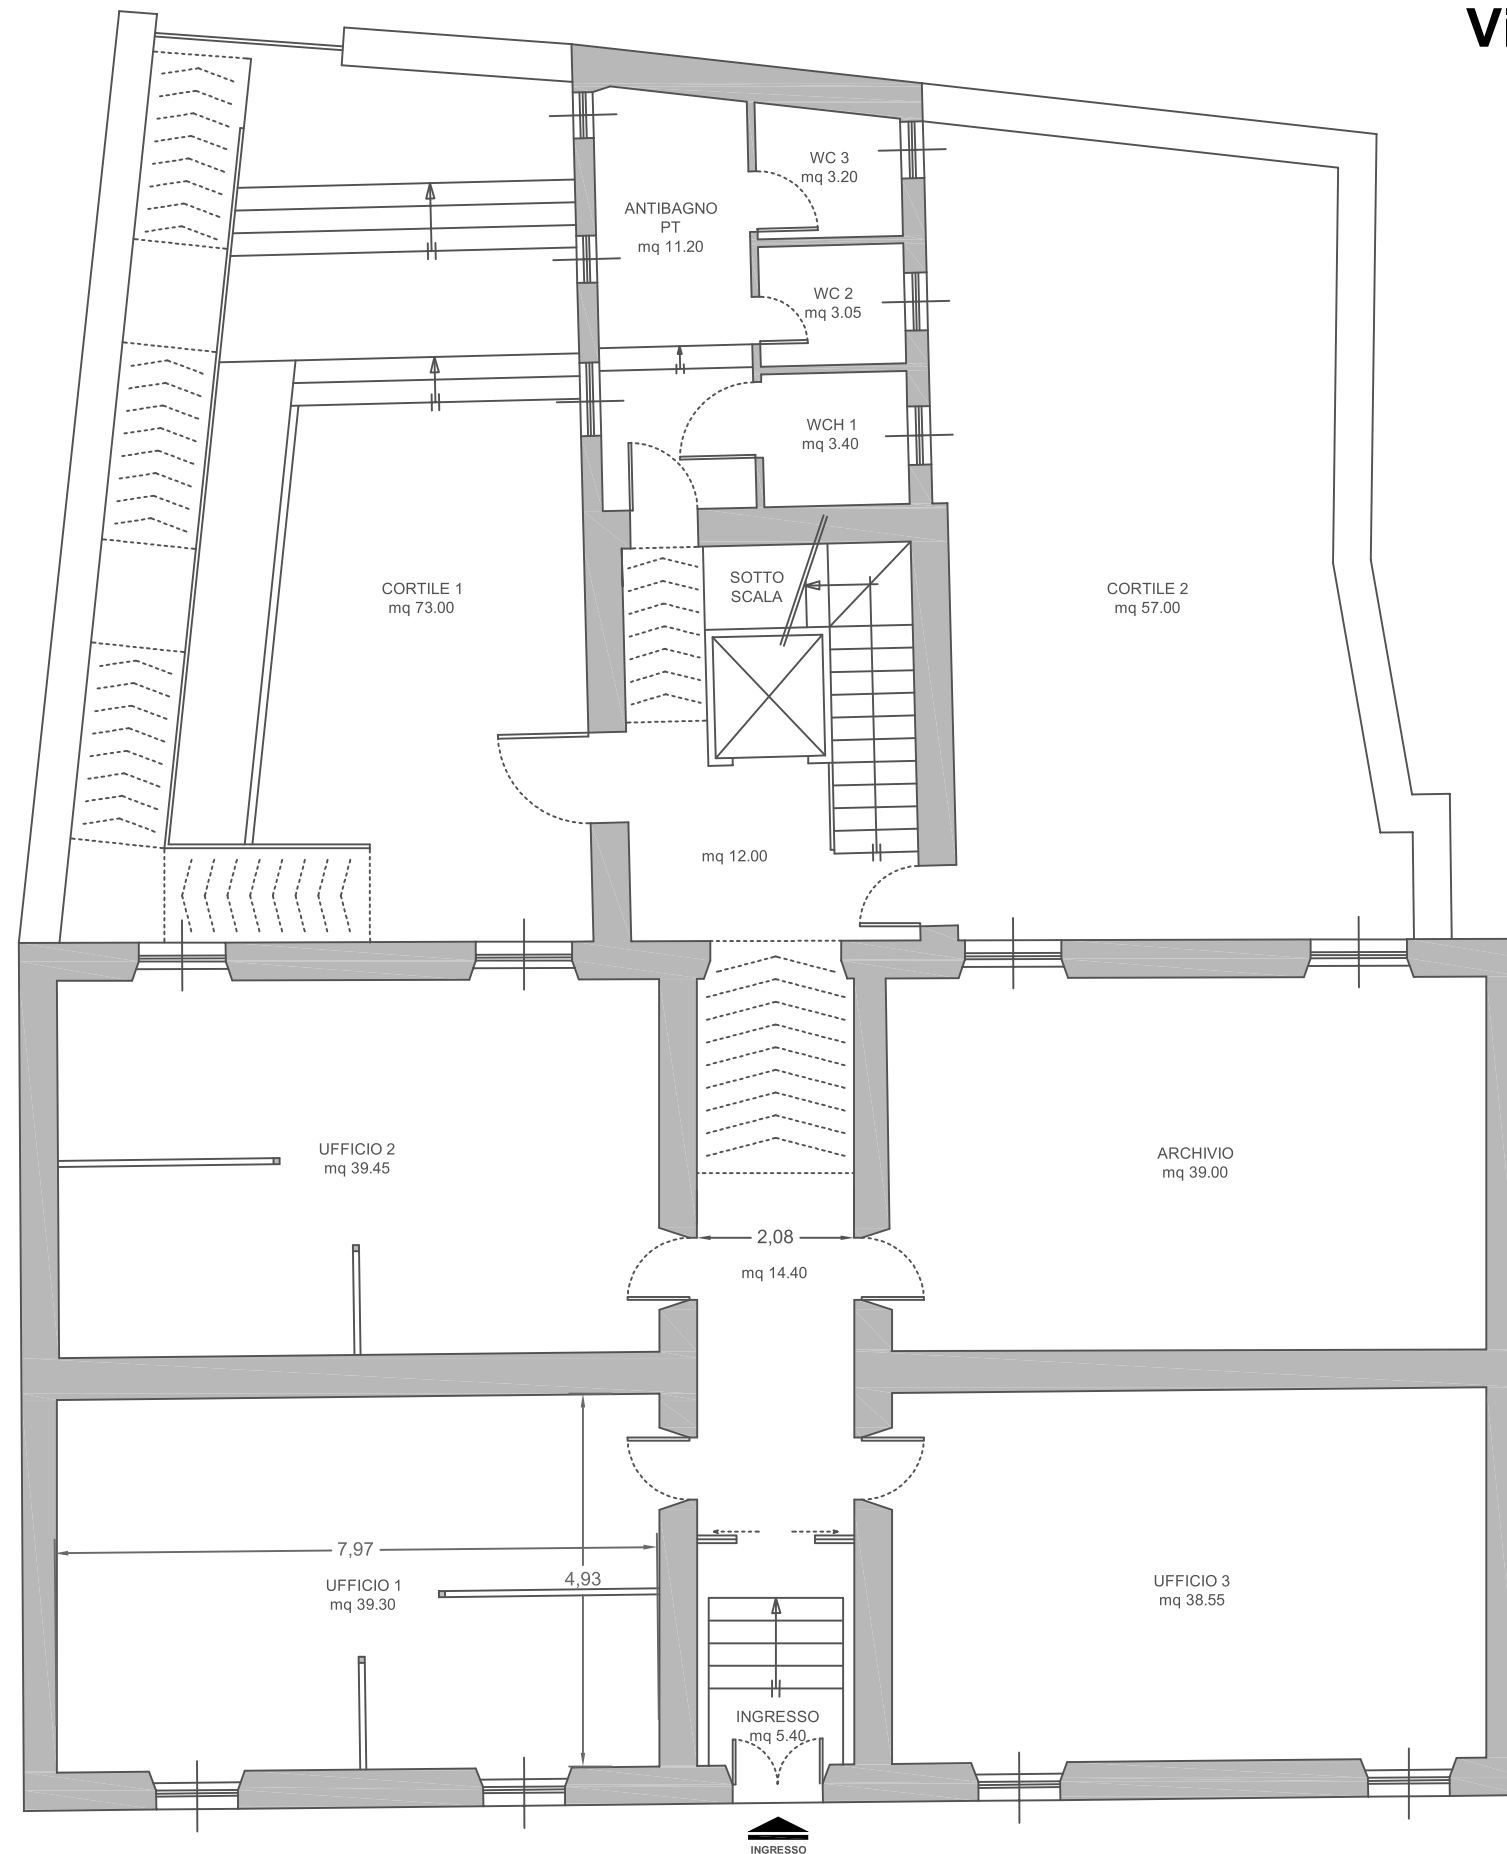 Vi
WC 3
mq 3.20
ANTIBAGNO
PT
mq 11.20
WC 2
mq 3.05
WCH 1
mq 3.40
CORTILE 1
mq 73.00
SOTTO
SCALA
CORTILE 2
mq 57.00
mq 12.00
UFFICIO 2
mq 39.45
ARCHIVIO
mq 39.00
2,08
mq 14.40
7,97
4,93
UFFICIO 1
mq 39.30
UFFICIO 3
mq 38.55
INGRESSO
mq 5.40
INGRESSO